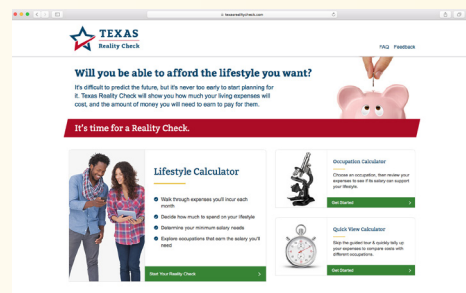 texasrealitycheck.com
TEXAS
Reality Check
FAQ Feedback
Will you be able to afford the lifestyle you want?
It's difficult to predict the future, but it's never too early to start planning for
it. Texas Reality Check will show you how much your living expenses will
cost, and the amount of money you will need to earn to pay for them.
It's time for a Reality Check.
Lifestyle Calculator
Walk through expenses you'll incur each
month
Decide how much to spend on your lifestyle
Determine your minimum salary needs
Explore occupations that earn the salary you'll
need
Start Your Reality Check
Occupation Calculator
Choose an occupation, then review your
expenses to see if its salary can support
your lifestyle.
Get Started
Quick View Calculator
Skip the guided tour & quickly tally up
your expenses to compare costs with
different occupations.
Get Started